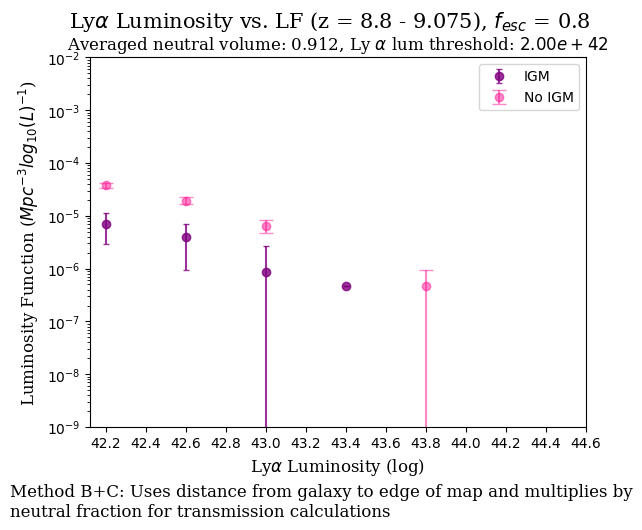 Lyα Luminosity vs. LF (z = 8.8 - 9.075), f_esc = 0.8
Averaged neutral volume: 0.912, Ly α lum threshold: 2.00e + 42
IGM
No IGM
Luminosity Function (Mpc⁻³log₁₀(L)⁻¹)
10⁻²
10⁻³
10⁻⁴
10⁻⁵
10⁻⁶
10⁻⁷
10⁻⁸
10⁻⁹
42.2 42.4 42.6 42.8 43.0 43.2 43.4 43.6 43.8 44.0 44.2 44.4 44.6
Lyα Luminosity (log)
Method B+C: Uses distance from galaxy to edge of map and multiplies by
neutral fraction for transmission calculations